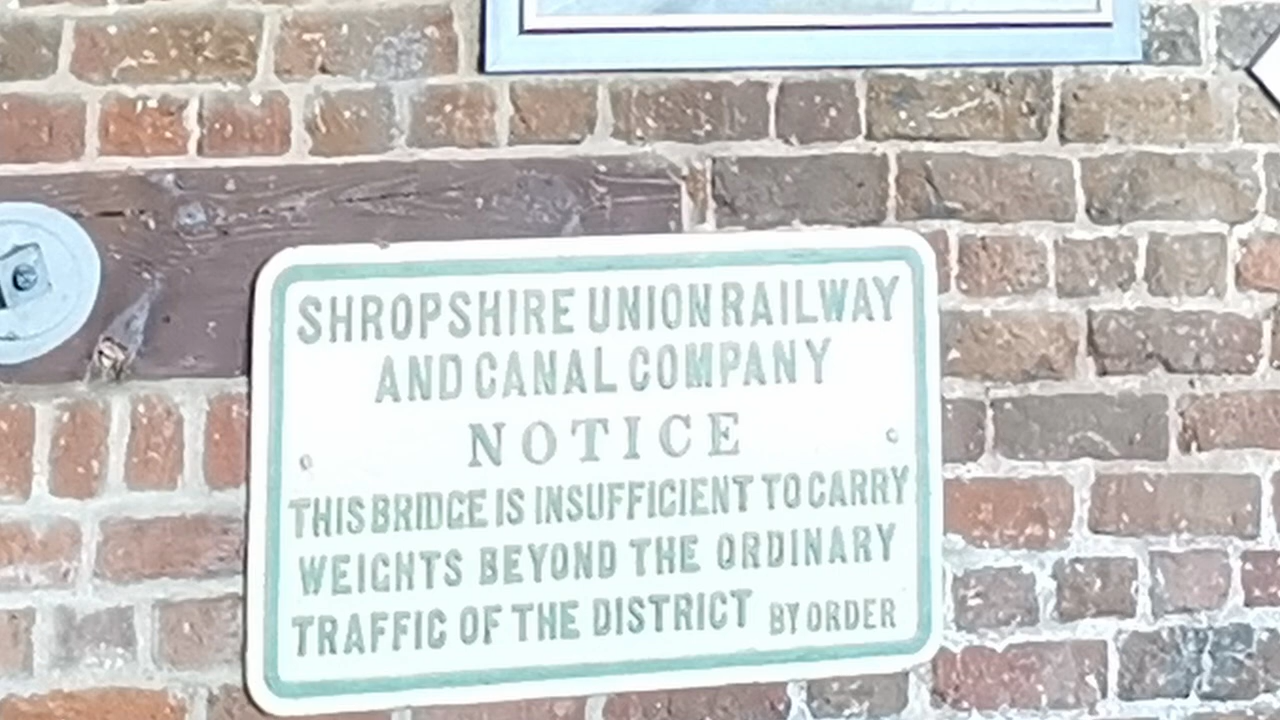 SHROPSHIRE UNION RAILWAY
AND CANAL COMPANY
NOTICE
THIS BRIDGE IS INSUFFICIENT TO CARRY
WEIGHTS BEYOND THE ORDINARY
TRAFFIC OF THE DISTRICT BY ORDER